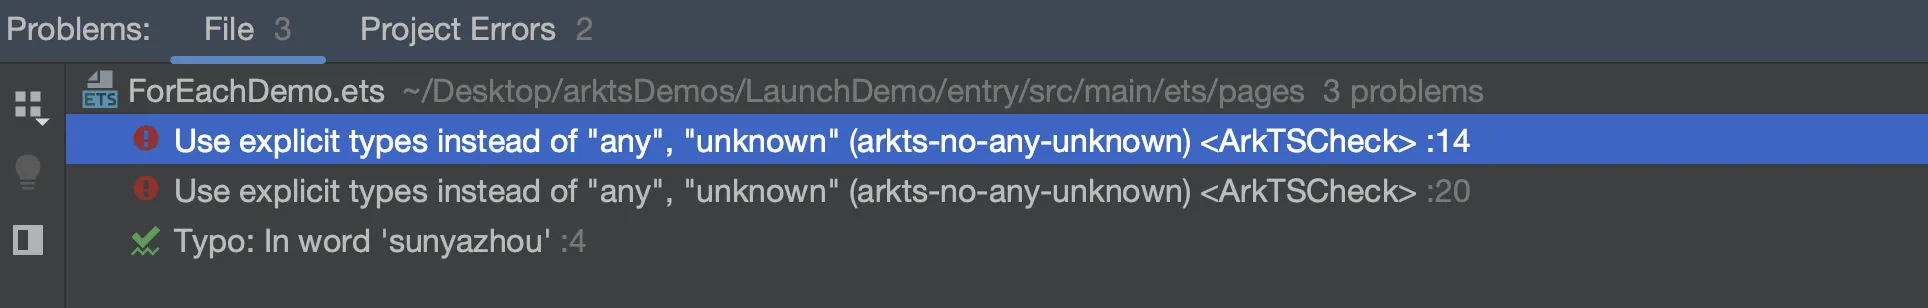 Problems: File 3 Project Errors 2
ETS ForEachDemo.ets ~/Desktop/arktsDemos/LaunchDemo/entry/src/main/ets/pages 3 problems
Use explicit types instead of "any", "unknown" (arkts-no-any-unknown) <ArkTSCheck> :14
Use explicit types instead of "any", "unknown" (arkts-no-any-unknown) <ArkTSCheck> :20
Typo: In word 'sunyazhou' :4